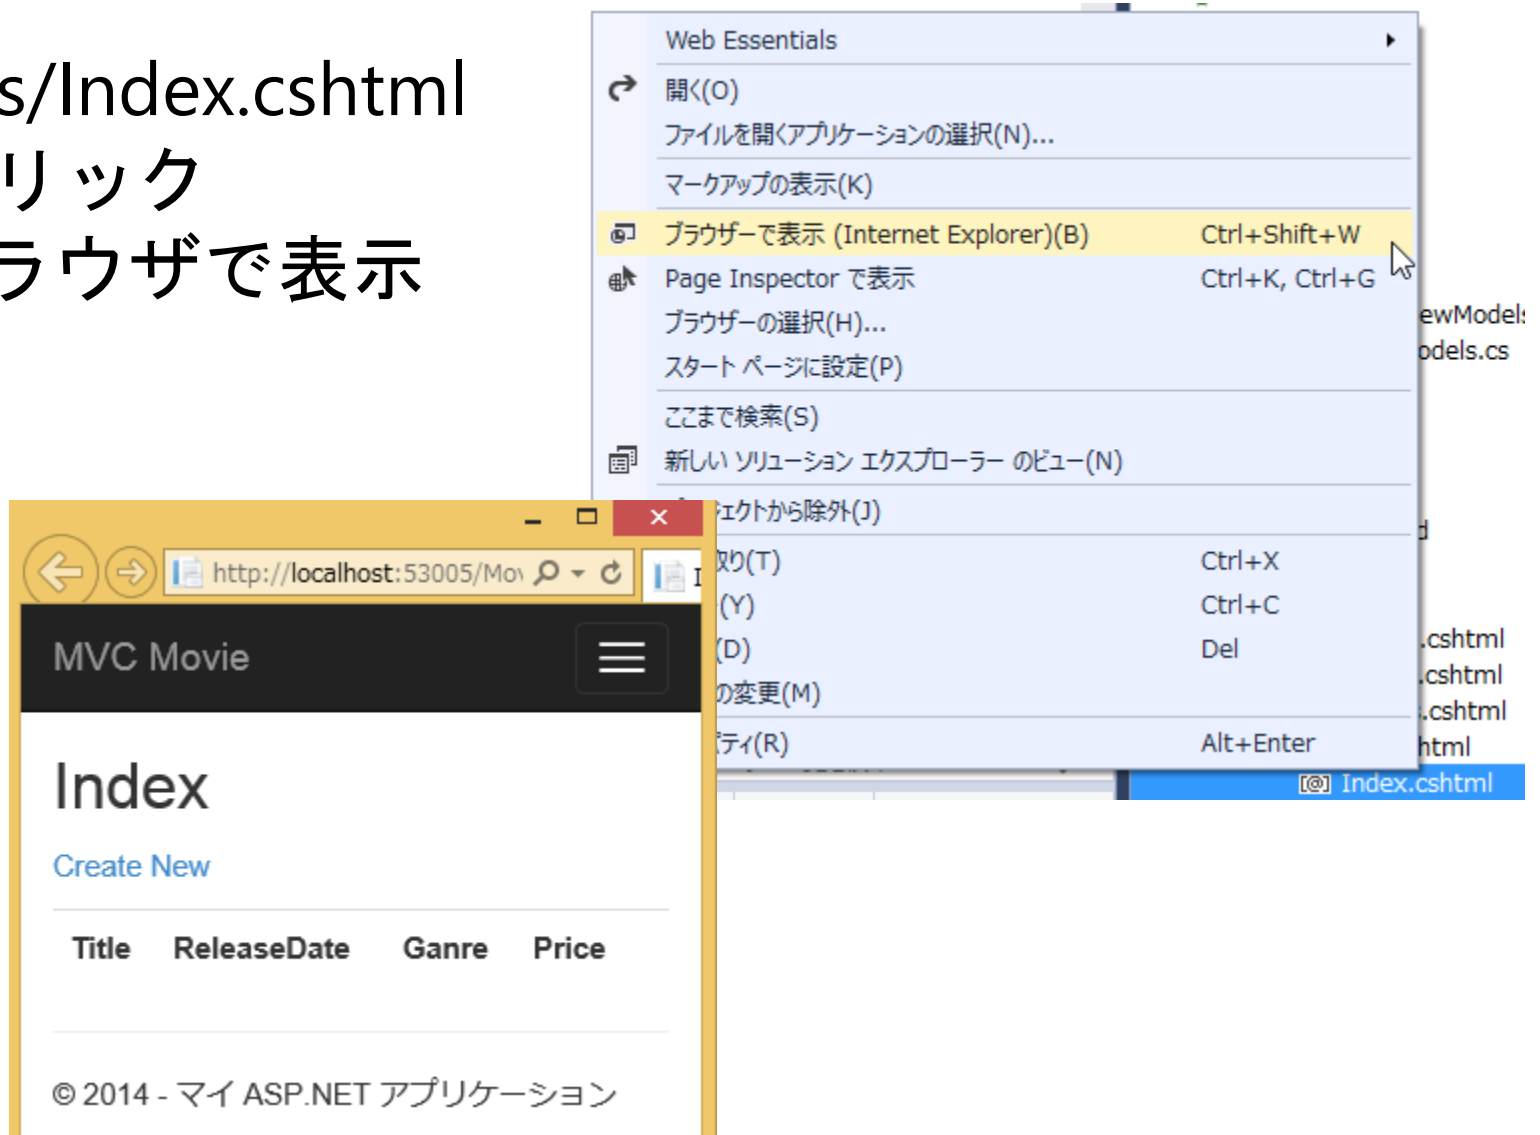 s/Index.cshtml
リック
ラウザで表示
Web Essentials
開く(O)
ファイルを開くアプリケーションの選択(N)...
マークアップの表示(K)
ブラウザーで表示 (Internet Explorer)(B) Ctrl+Shift+W
Page Inspector で表示 Ctrl+K, Ctrl+G
ブラウザーの選択(H)...
スタート ページに設定(P)
ここまで検索(S)
新しい ソリューション エクスプローラー のビュー(N)
ェクトから除外(J)
取り(T) Ctrl+X
(Y) Ctrl+C
(D) Del
の変更(M)
ティ(R) Alt+Enter
ewModels
odels.cs
d
.cshtml
.cshtml
.cshtml
html
[@] Index.cshtml
http://localhost:53005/Mov
MVC Movie
Index
Create New
Title ReleaseDate Ganre Price
© 2014 - マイ ASP.NET アプリケーション